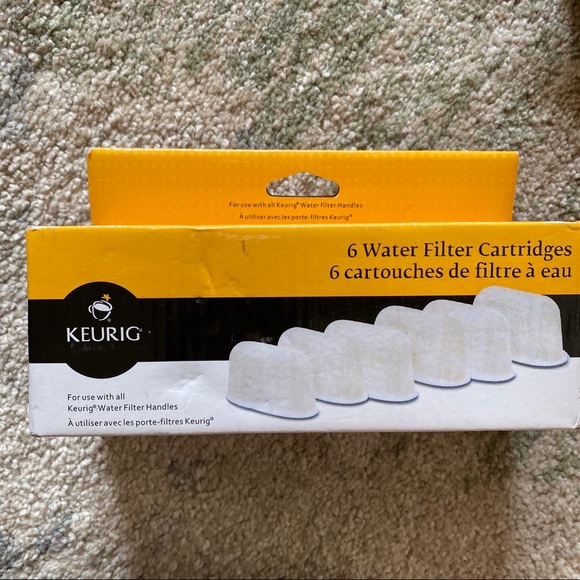 For use with all Keurig® Water filter Handles
À utiliser avec les porte-filtres Keurig®
6 Water Filter Cartridges
6 cartouches de filtre à eau
KEURIG®
For use with all
Keurig® Water Filter Handles
À utiliser avec les porte-filtres Keurig®